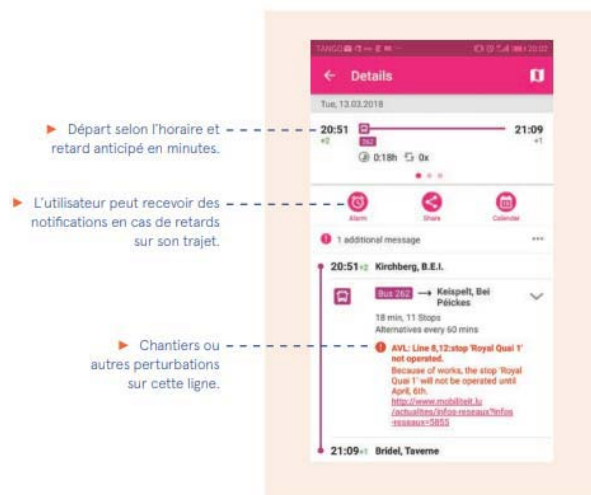 TANGO
20:02
Details
Tue, 13.03.2018
► Départ selon l'horaire et
retard anticipé en minutes.
20:51
21:09
+2
262
+1
0:18h
0x
► L'utilisateur peut recevoir des
notifications en cas de retards
sur son trajet.
Alarm
Share
Calendar
1 additional message
20:51 +2 Kirchberg, B.E.I.
Bus 262 → Keispelt, Bei
Péickes
18 min, 11 Stops
Alternatives every 60 mins
► Chantiers ou
autres perturbations
sur cette ligne.
AVL: Line 8,12:stop 'Royal Quai 1'
not operated.
Because of works, the stop 'Royal
Quai 1' will not be operated until
April, 6th.
http://www.mobiliteit.lu
/actualites/infos-reseaux?infos
-reseaux=5855
21:09 +1 Bridel, Taverne